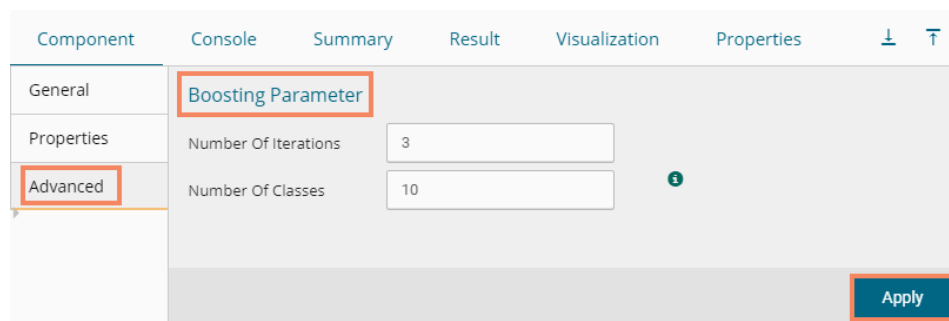 Component Console Summary Result Visualization Properties
General
Properties
Advanced
Boosting Parameter
Number Of Iterations 3
Number Of Classes 10
Apply